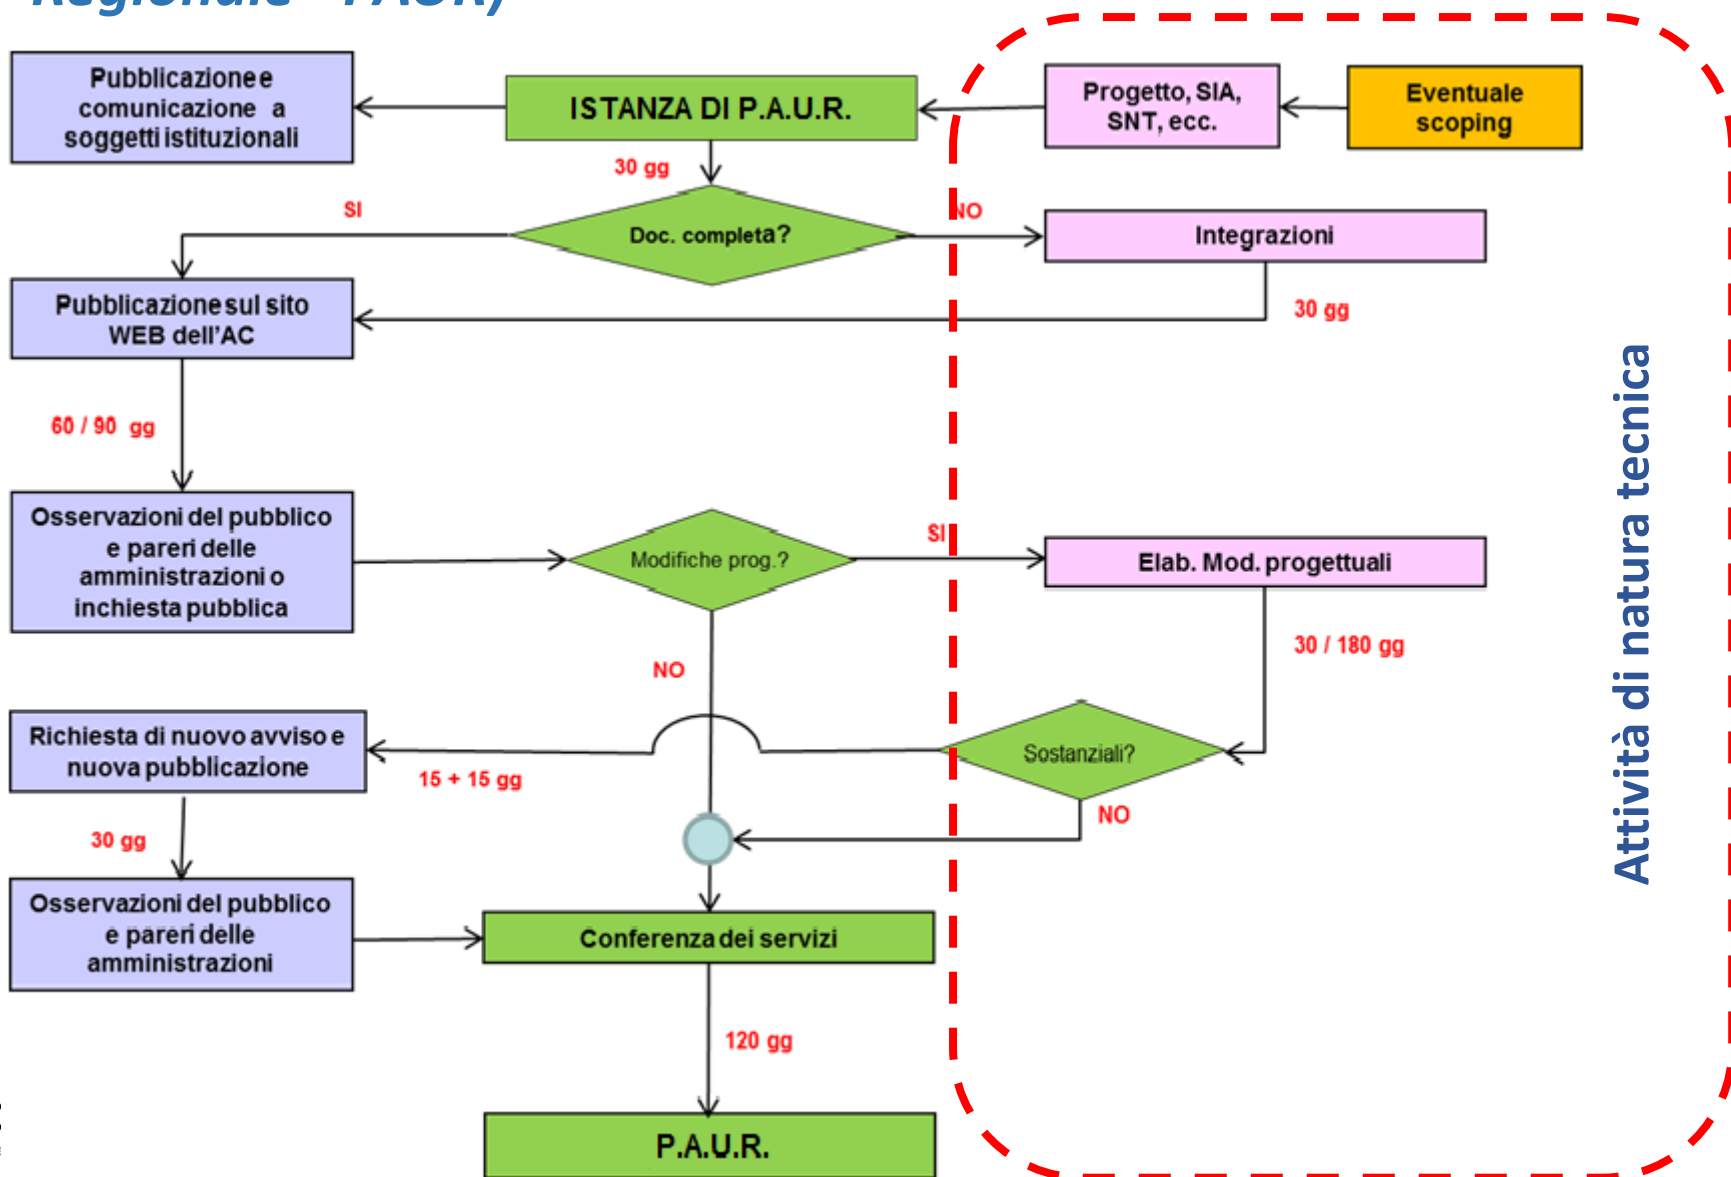 Regionale - PAUR)
Pubblicazione e
comunicazione a
soggetti istituzionali
ISTANZA DI P.A.U.R.
Progetto, SIA,
SNT, ecc.
Eventuale
scoping
30 gg
SI
Doc. completa?
NO
Integrazioni
Pubblicazione sul sito
WEB dell'AC
30 gg
60 / 90 gg
Osservazioni del pubblico
e pareri delle
amministrazioni o
inchiesta pubblica
Modifiche prog.?
SI
Elab. Mod. progettuali
NO
30 / 180 gg
Richiesta di nuovo avviso e
nuova pubblicazione
15 + 15 gg
Sostanziali?
NO
30 gg
Osservazioni del pubblico
e pareri delle
amministrazioni
Conferenza dei servizi
120 gg
P.A.U.R.
Attività di natura tecnica